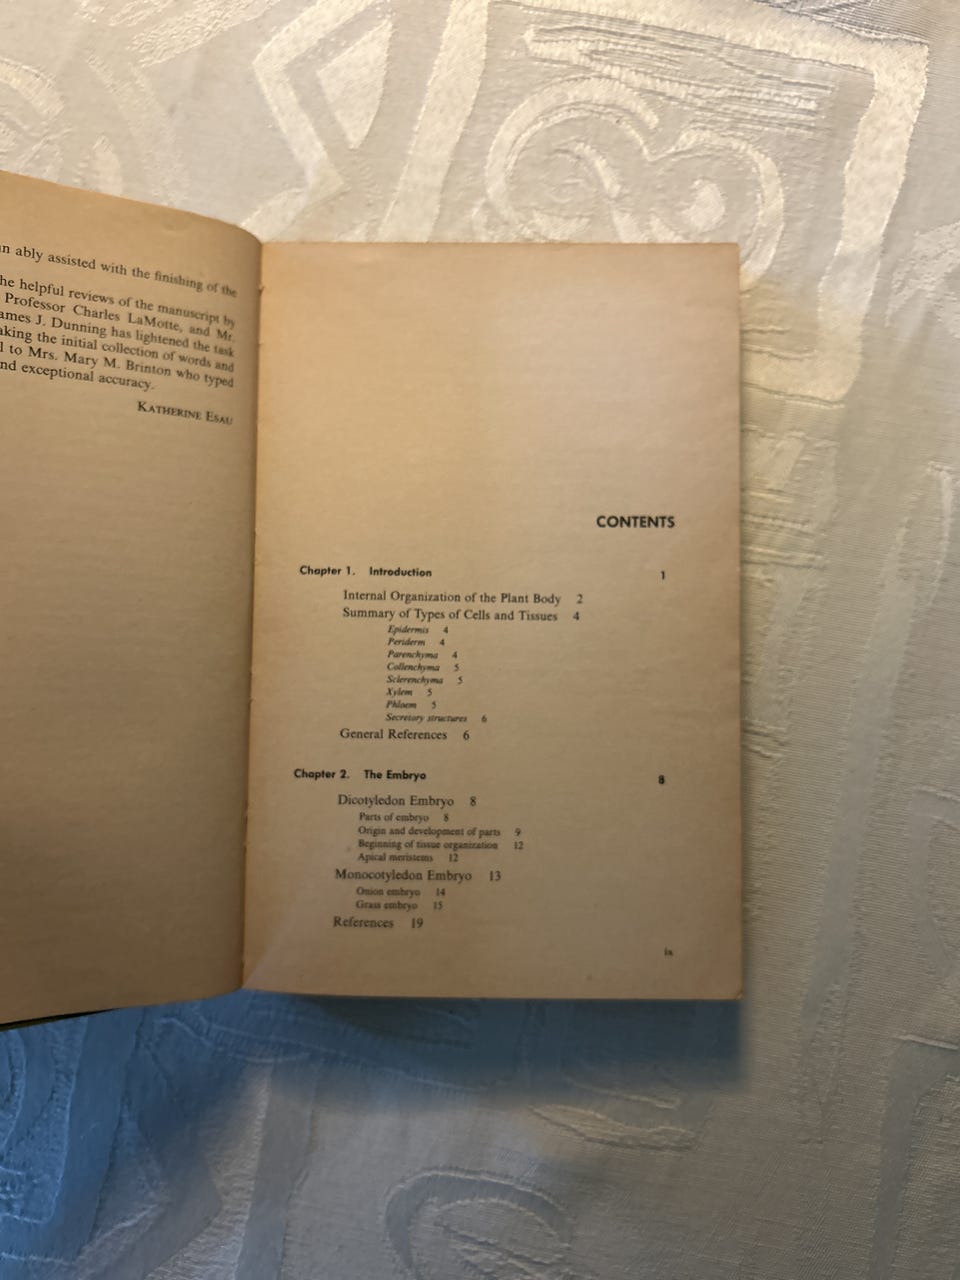 n ably assisted with the finishing of the
he helpful reviews of the manuscript by
Professor Charles LaMotte, and Mr.
ames J. Dunning has lightened the task
aking the initial collection of words and
l to Mrs. Mary M. Brinton who typed
nd exceptional accuracy.
KATHERINE ESAU
CONTENTS
Chapter 1. Introduction 1
Internal Organization of the Plant Body 2
Summary of Types of Cells and Tissues 4
Epidermis 4
Periderm 4
Parenchyma 4
Collenchyma 5
Sclerenchyma 5
Xylem 5
Phloem 5
Secretory structures 6
General References 6
Chapter 2. The Embryo 8
Dicotyledon Embryo 8
Parts of embryo 8
Origin and development of parts 9
Beginning of tissue organization 12
Apical meristems 12
Monocotyledon Embryo 13
Onion embryo 14
Grass embryo 15
References 19
ix